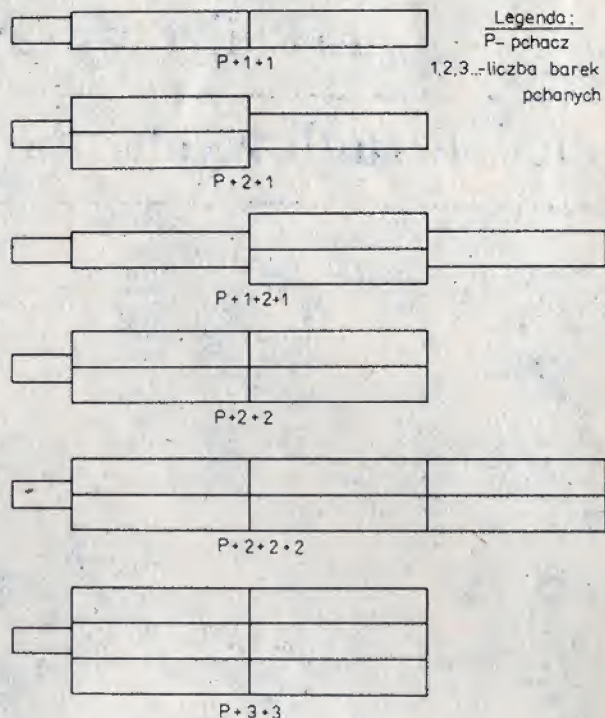 Legenda:
P- pchacz
1,2,3...-liczba barek
pchanych
P+1+1
P+2+1
P+1+2+1
P+2+2
P+2+2+2
P+3+3